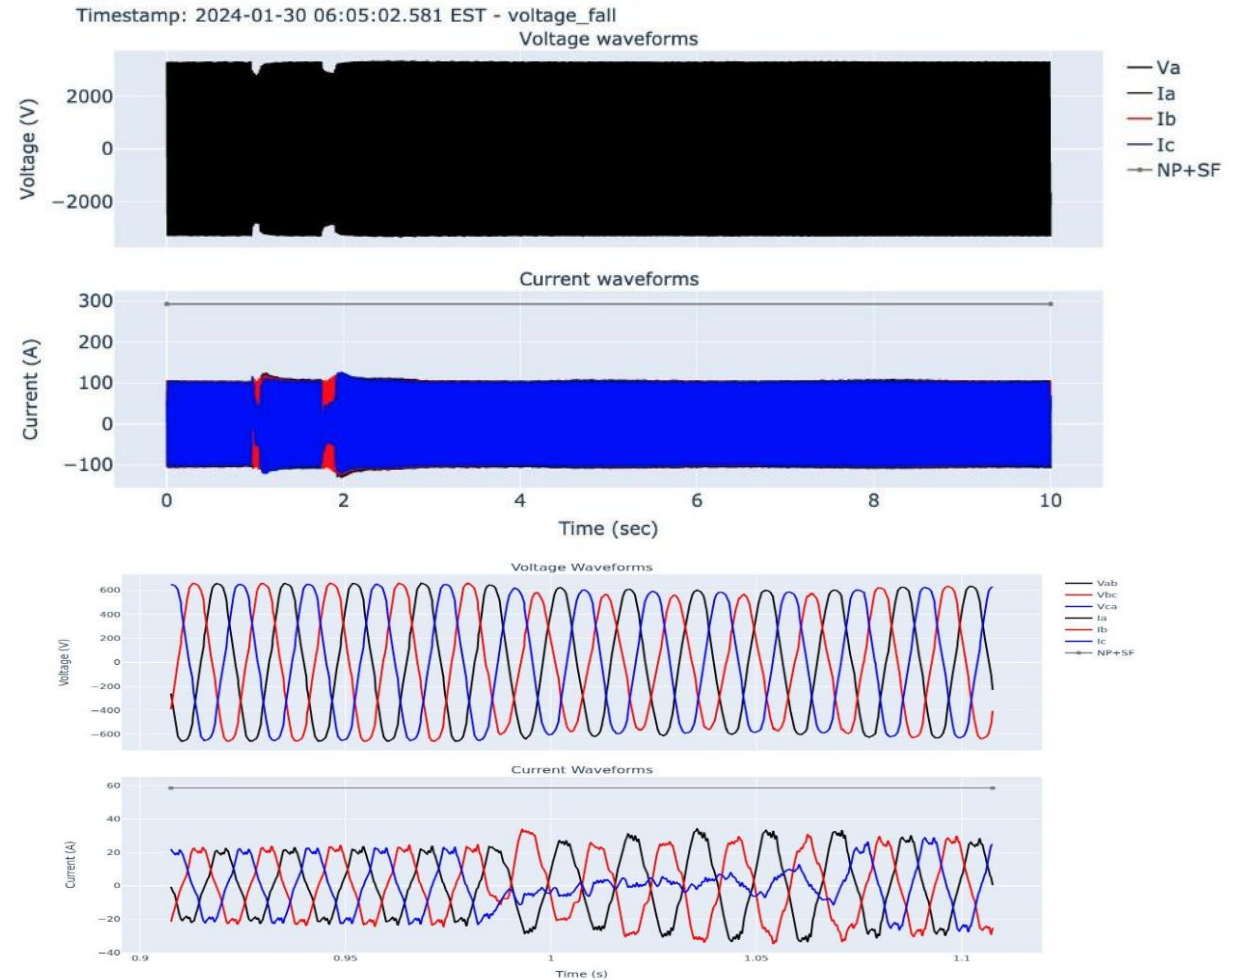 Timestamp: 2024-01-30 06:05:02.581 EST - voltage_fall
Voltage waveforms
Va
Ia
Ib
Ic
NP+SF
Voltage (V)
2000
0
−2000
Current waveforms
Current (A)
300
200
100
0
−100
0 2 4 6 8 10
Time (sec)
Voltage Waveforms
Vab
Vbc
Vca
Ia
Ib
Ic
NP+SF
Voltage (V)
600
400
200
0
−200
−400
−600
Current Waveforms
Current (A)
60
40
20
0
−20
−40
0.9 0.95 1 1.05 1.1
Time (s)